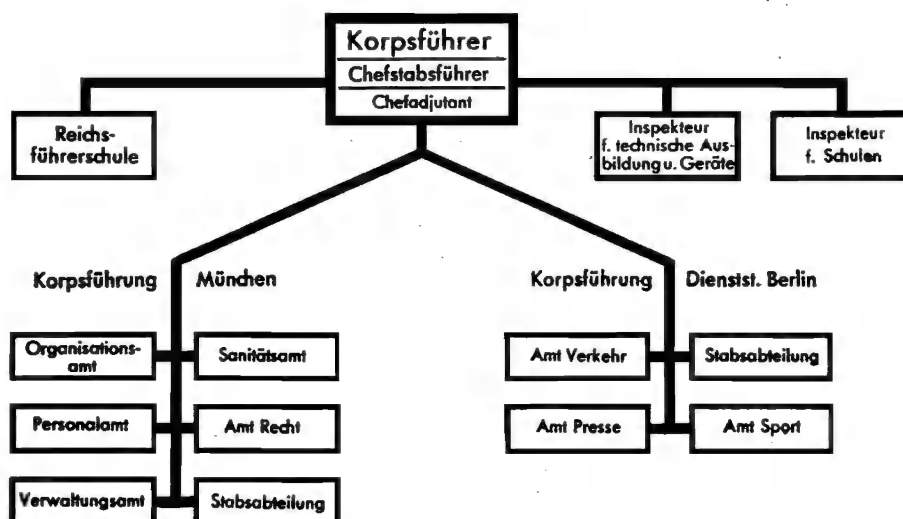 Korpsführer
Chefstabsführer
Chefadjutant
Reichs-
führerschule
Inspekteur
f. technische Aus-
bildung u. Geräte
Inspekteur
f. Schulen
Korpsführung München
Korpsführung Dienstst. Berlin
Organisations-
amt
Sanitätsamt
Amt Verkehr
Stabsabteilung
Personalamt
Amt Recht
Amt Presse
Amt Sport
Verwaltungsamt
Stabsabteilung